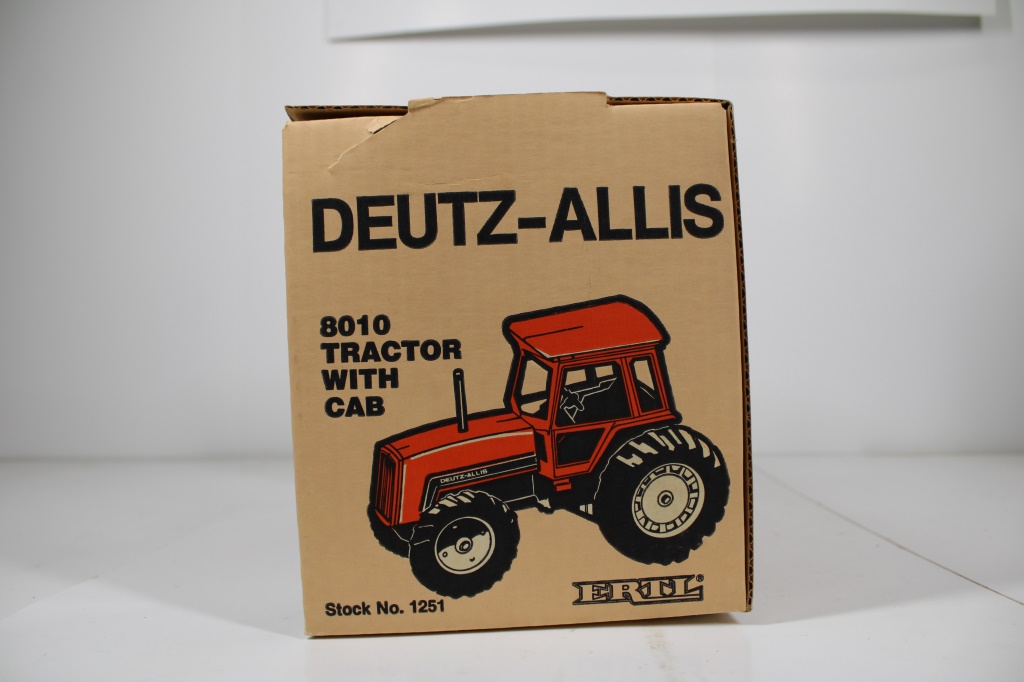 DEUTZ-ALLIS
8010
TRACTOR
WITH
CAB
DEUTZ-ALLIS
Stock No. 1251
ERTL®